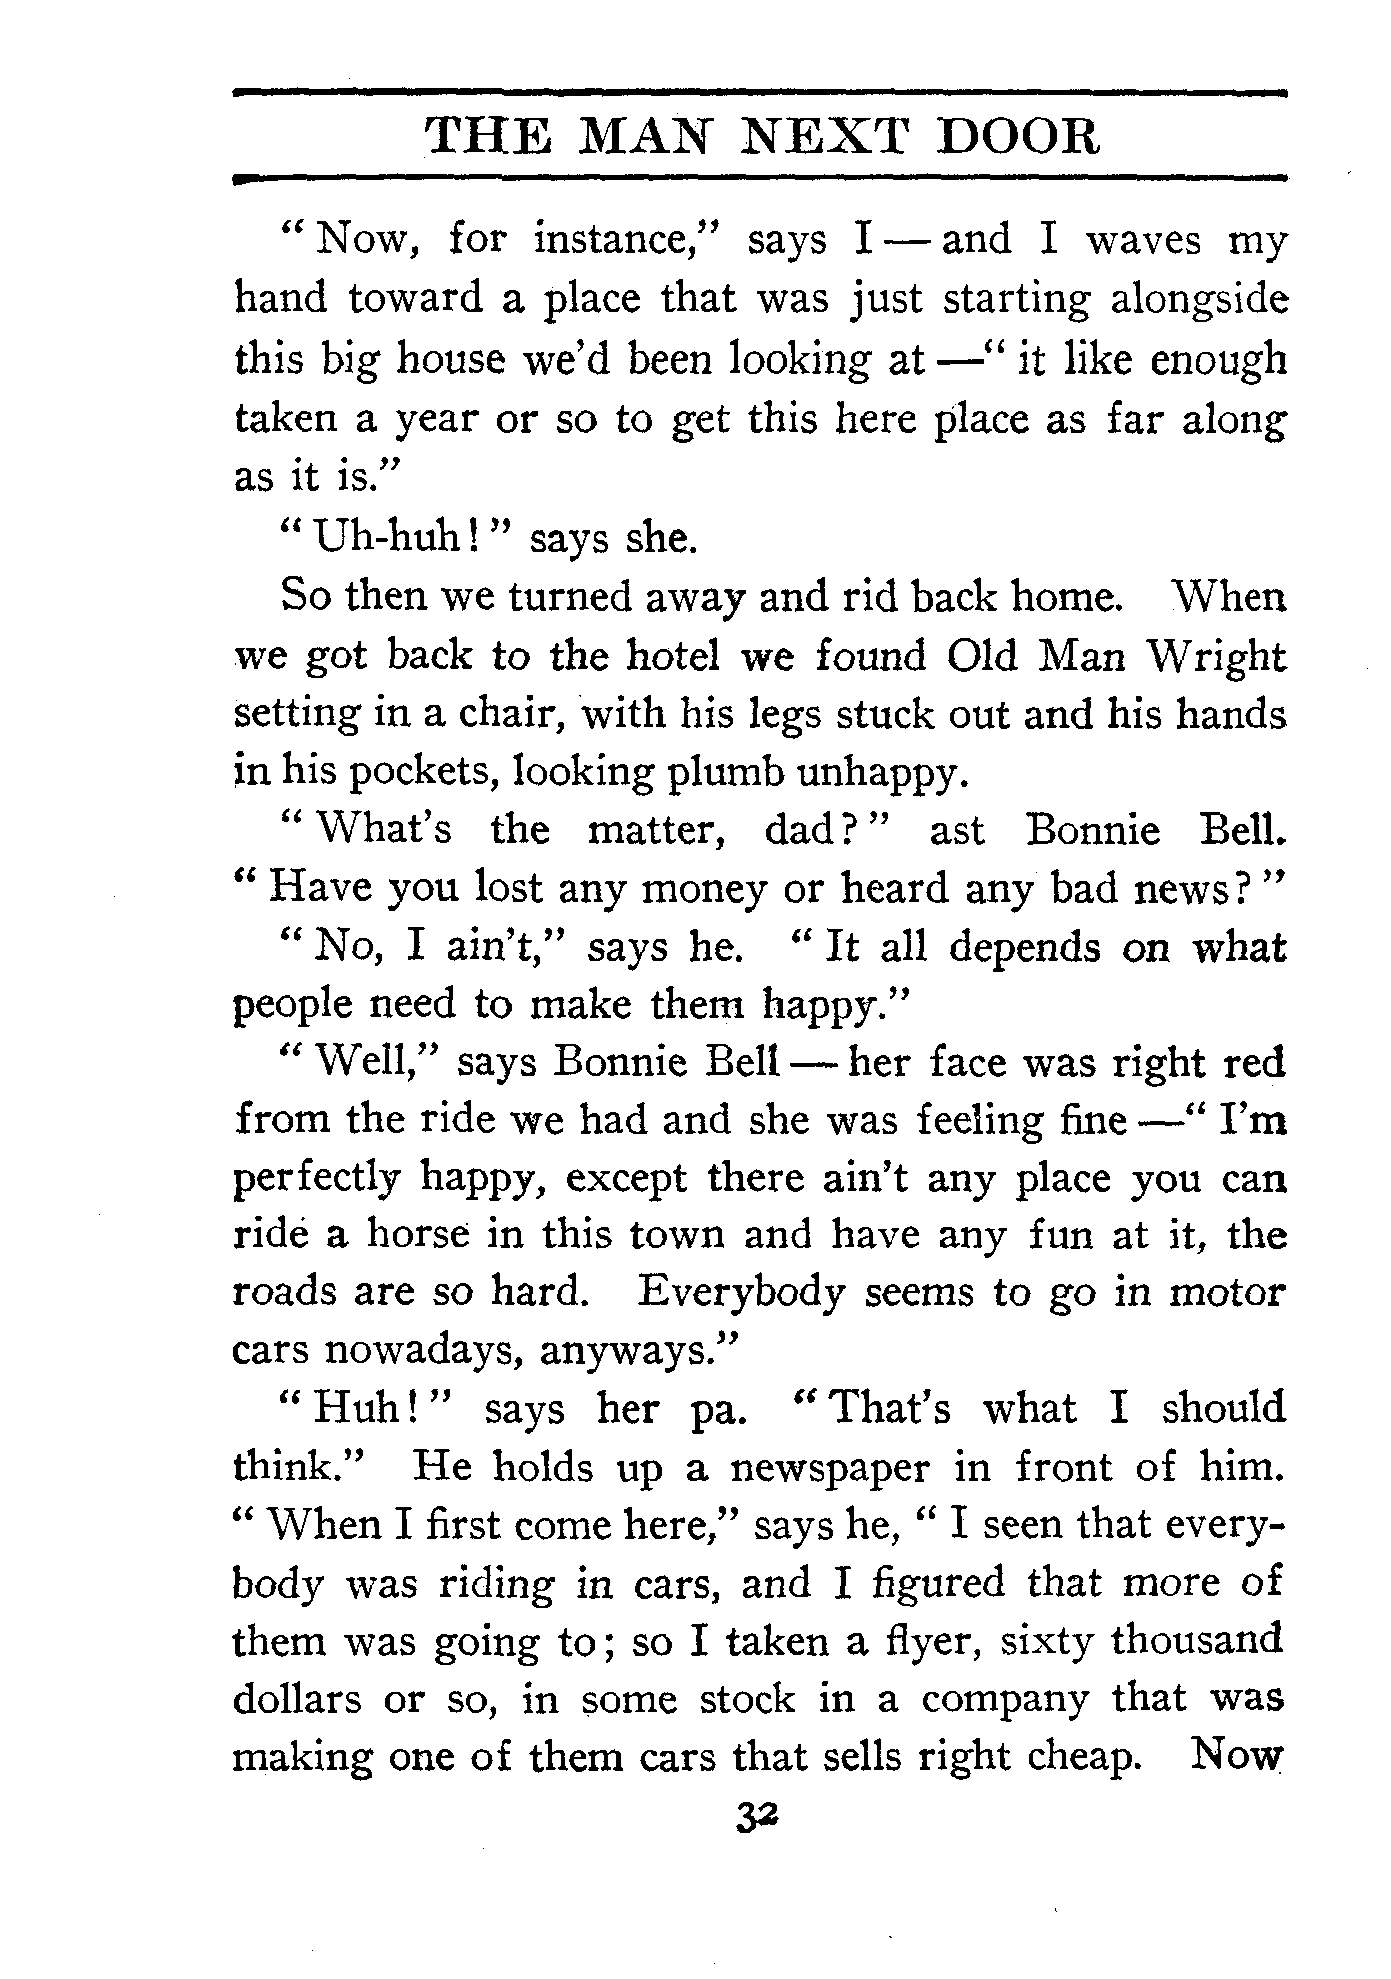 THE MAN NEXT DOOR
" Now, for instance," says I — and I waves my
hand toward a place that was just starting alongside
this big house we'd been looking at —" it like enough
taken a year or so to get this here place as far along
as it is."
" Uh-huh! " says she.
So then we turned away and rid back home. When
we got back to the hotel we found Old Man Wright
setting in a chair, with his legs stuck out and his hands
in his pockets, looking plumb unhappy.
" What's the matter, dad? " ast Bonnie Bell.
" Have you lost any money or heard any bad news? "
" No, I ain't," says he. " It all depends on what
people need to make them happy."
" Well," says Bonnie Bell — her face was right red
from the ride we had and she was feeling fine —" I'm
perfectly happy, except there ain't any place you can
ride a horse in this town and have any fun at it, the
roads are so hard. Everybody seems to go in motor
cars nowadays, anyways."
" Huh! " says her pa. " That's what I should
think." He holds up a newspaper in front of him.
" When I first come here," says he, " I seen that every-
body was riding in cars, and I figured that more of
them was going to; so I taken a flyer, sixty thousand
dollars or so, in some stock in a company that was
making one of them cars that sells right cheap. Now
32